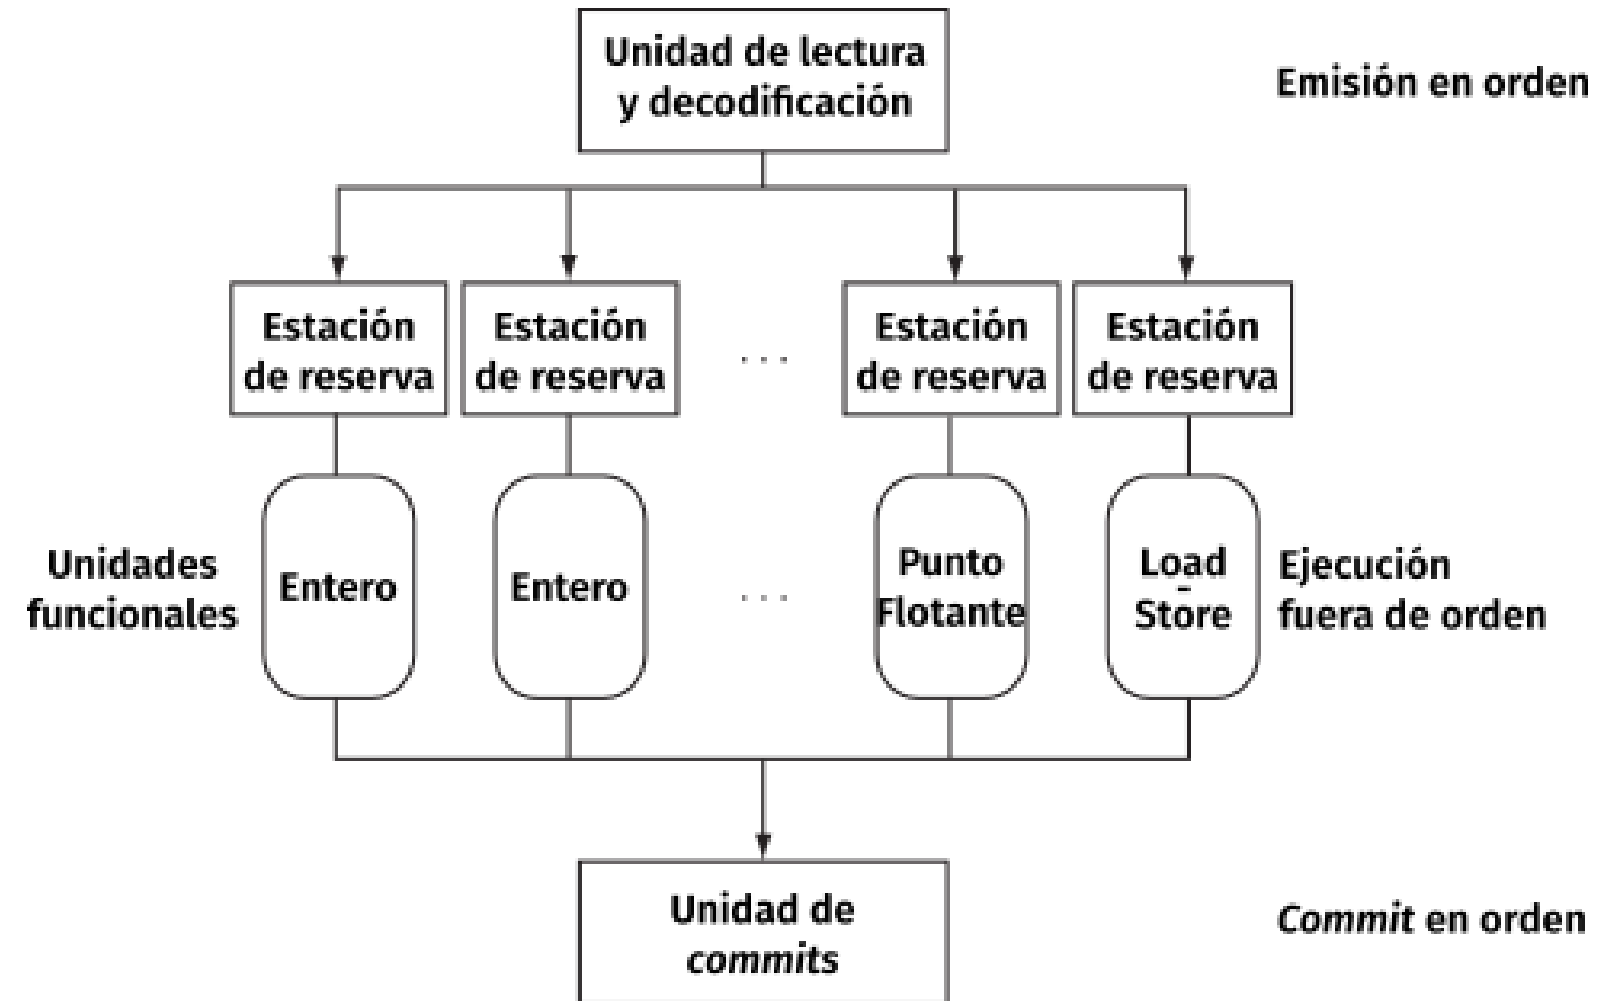 Unidad de lectura
y decodificación
Emisión en orden
Estación
de reserva
Estación
de reserva
. . .
Estación
de reserva
Estación
de reserva
Unidades
funcionales
Entero
Entero
. . .
Punto
Flotante
Load
-
Store
Ejecución
fuera de orden
Unidad de
commits
Commit en orden